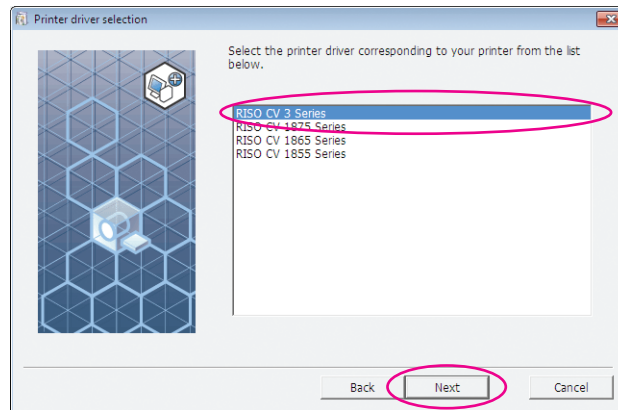 Printer driver selection
Select the printer driver corresponding to your printer from the list
below.
RISO CV 3 Series
RISO CV 1875 Series
RISO CV 1865 Series
RISO CV 1855 Series
Back Next Cancel